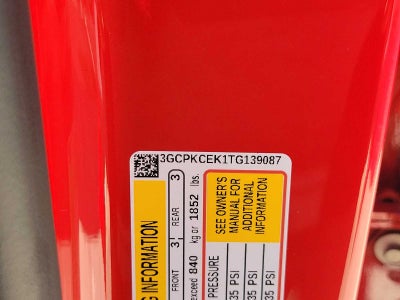 3GCPKCEK1TG139087
G INFORMATION
FRONT 3 REAR 3
exceed 840 kg or 1852 lbs.
SEE OWNER'S
MANUAL FOR
ADDITIONAL
INFORMATION
PRESSURE
35 PSI
35 PSI
35 PSI